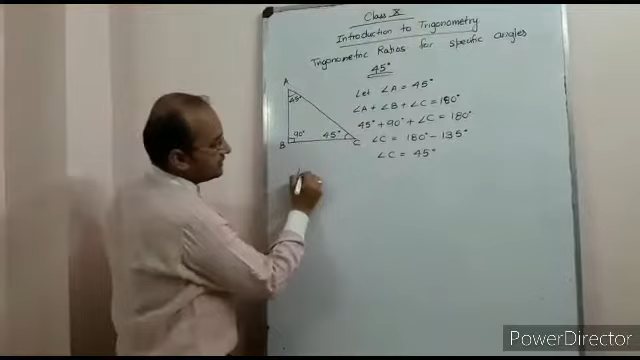 Class X
Introduction to Trigonometry
Trigonometric Ratios for specific angles
45°
Let ∠A = 45°
∠A + ∠B + ∠C = 180°
45° + 90° + ∠C = 180°
∠C = 180° - 135°
∠C = 45°
A
45°
90°
45°
B
C
PowerDirector